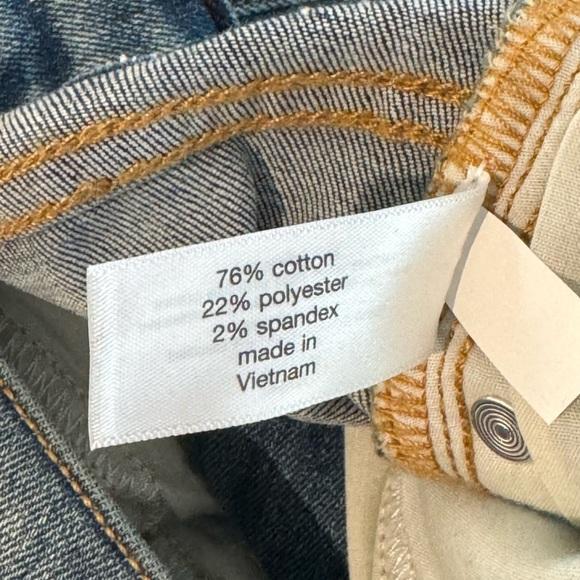 76% cotton
22% polyester
2% spandex
made in
Vietnam